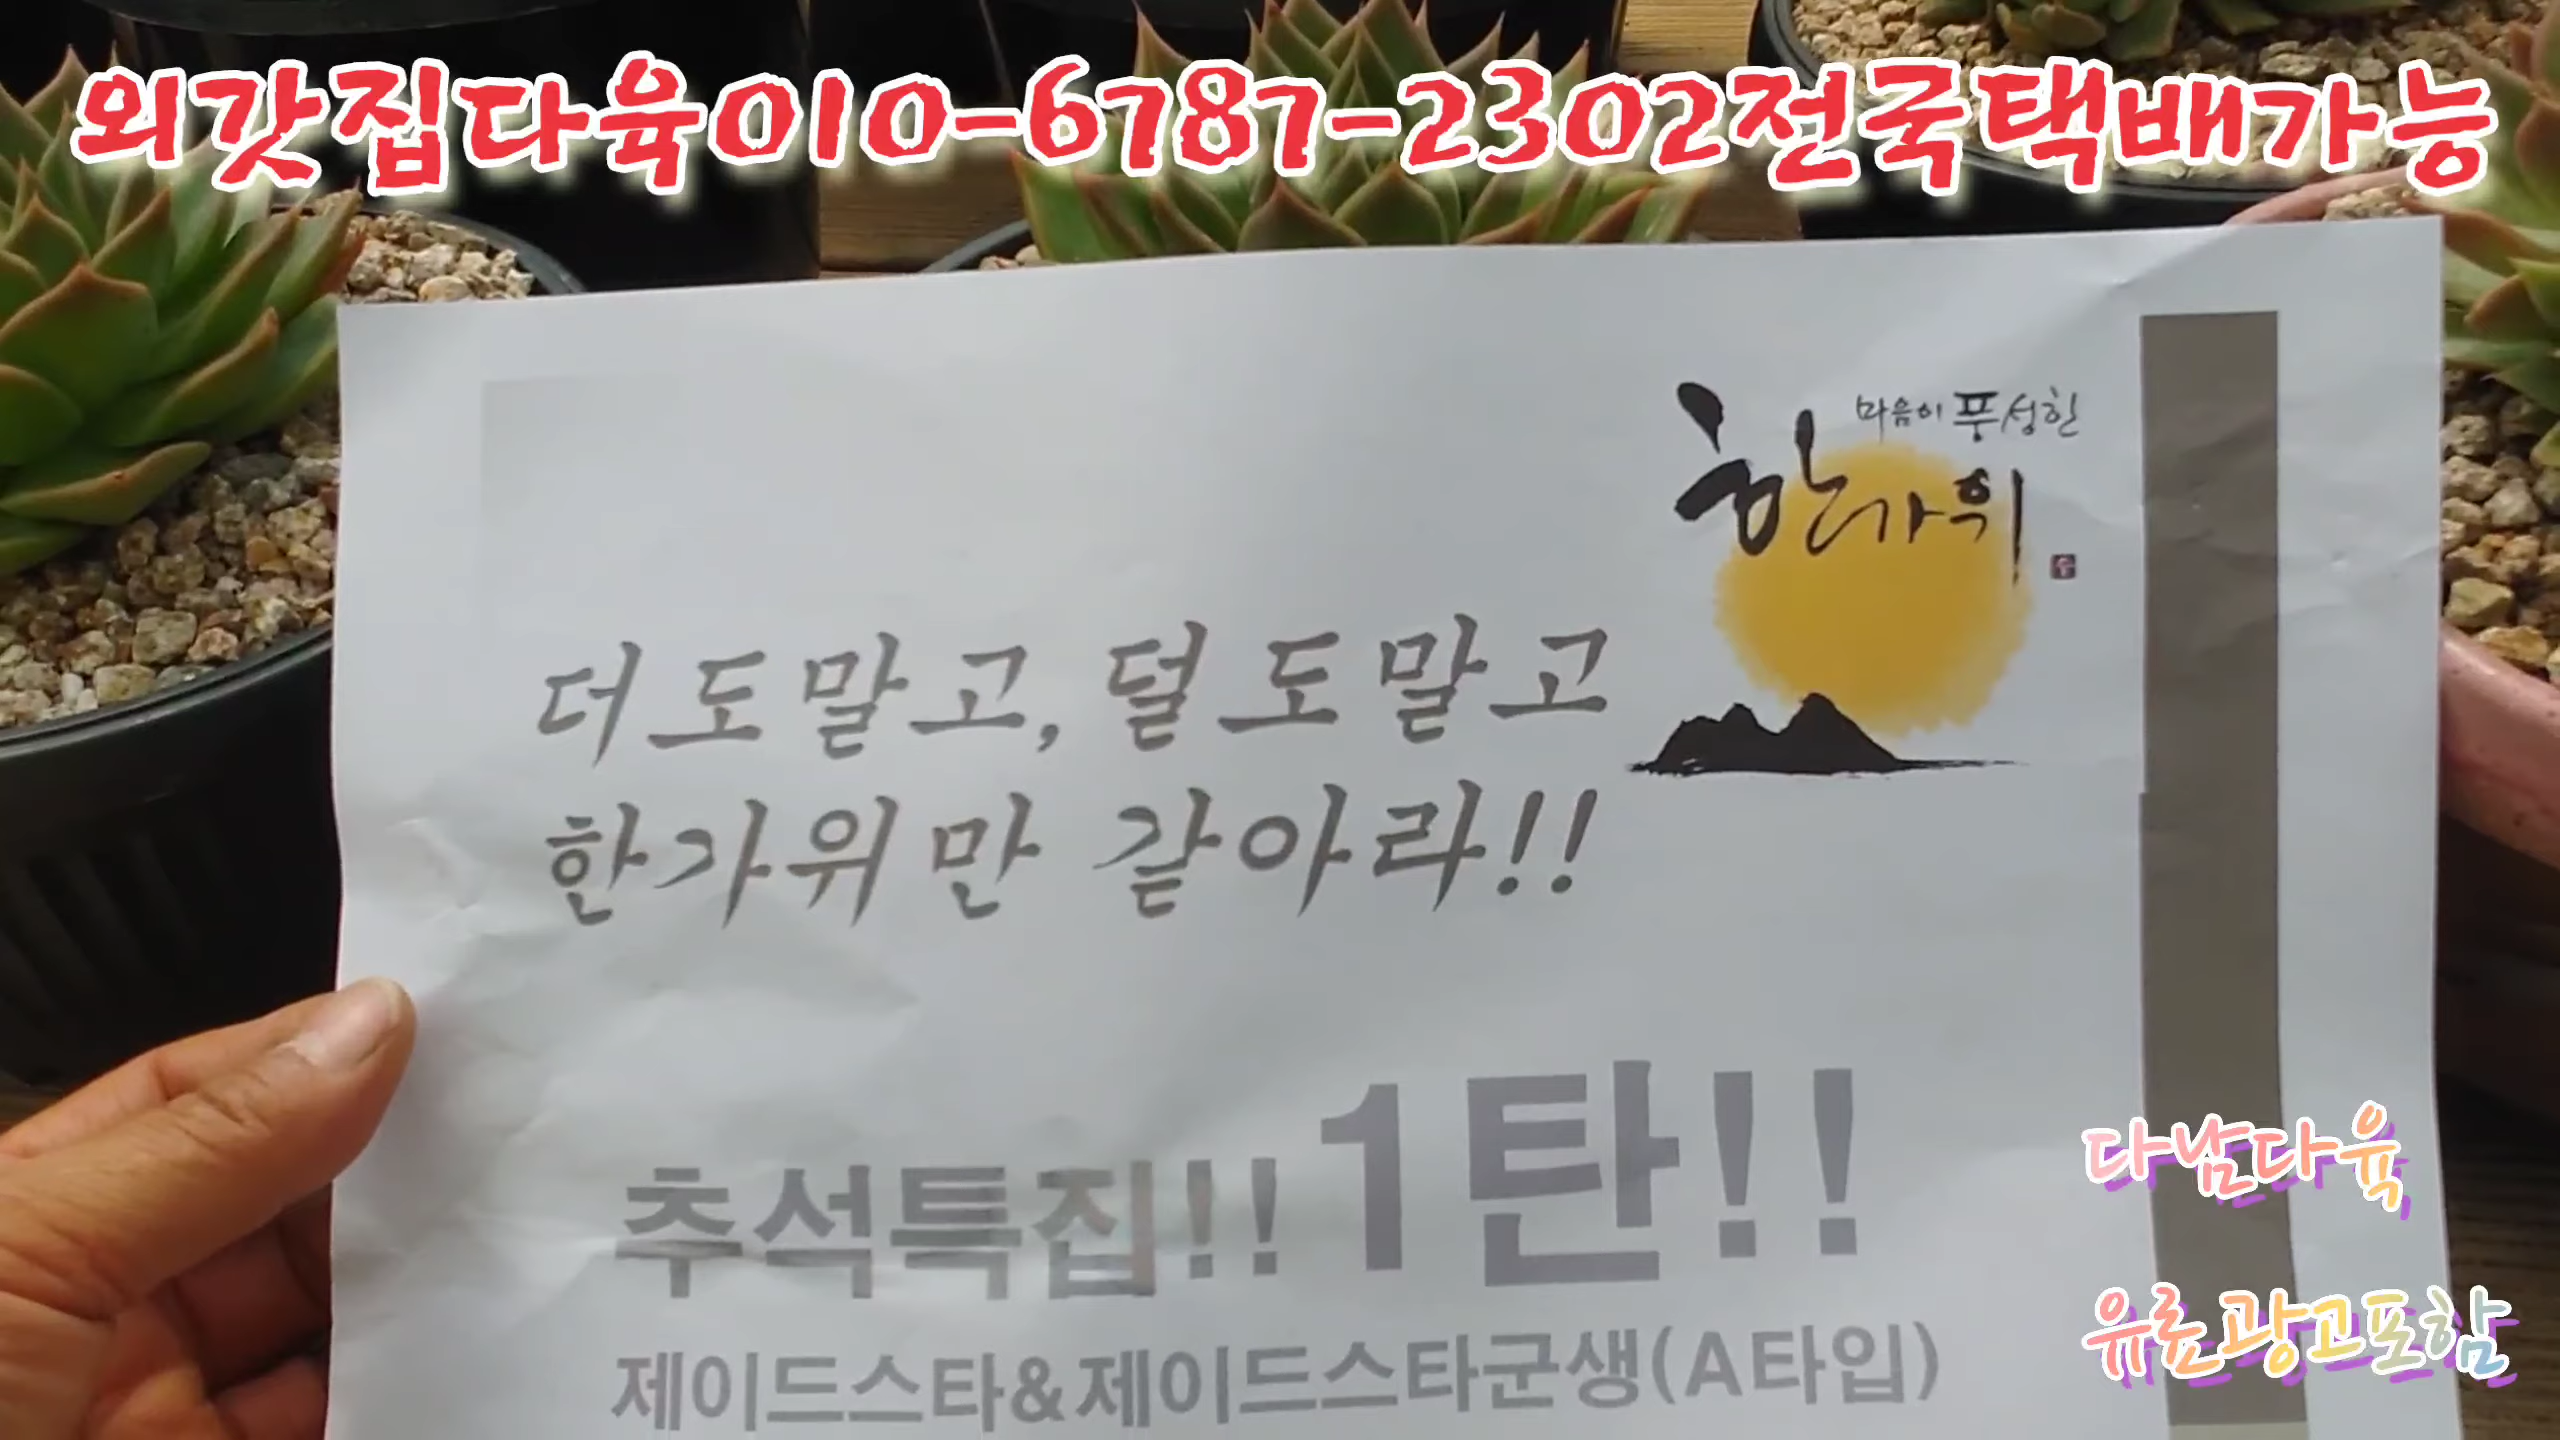 외갓집다육010-6787-2302전국택배가능
마음이 풍성한
한가위
더도말고, 덜도말고
한가위만 같아라!!
추석특집!! 1탄!!
제이드스타&제이드스타군생(A타입)
다남다육
유료광고포함